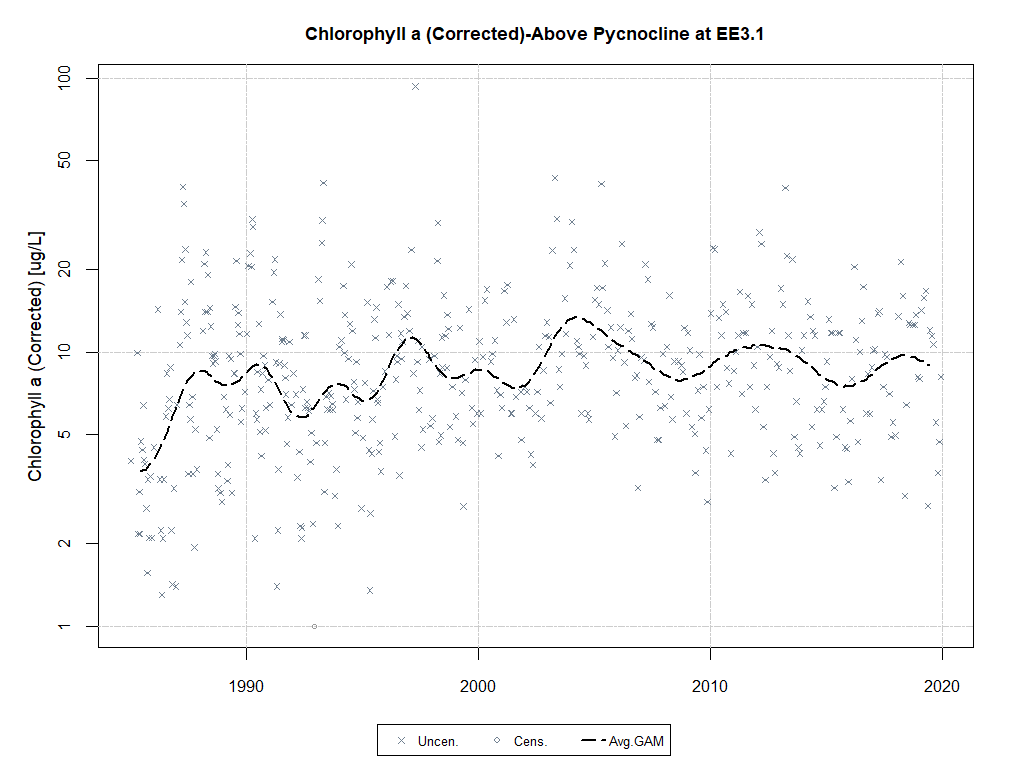 Chlorophyll a (Corrected)-Above Pycnocline at EE3.1
Chlorophyll a (Corrected) [ug/L]
100
50
20
10
5
2
1
1990 2000 2010 2020
Uncen. Cens. Avg.GAM